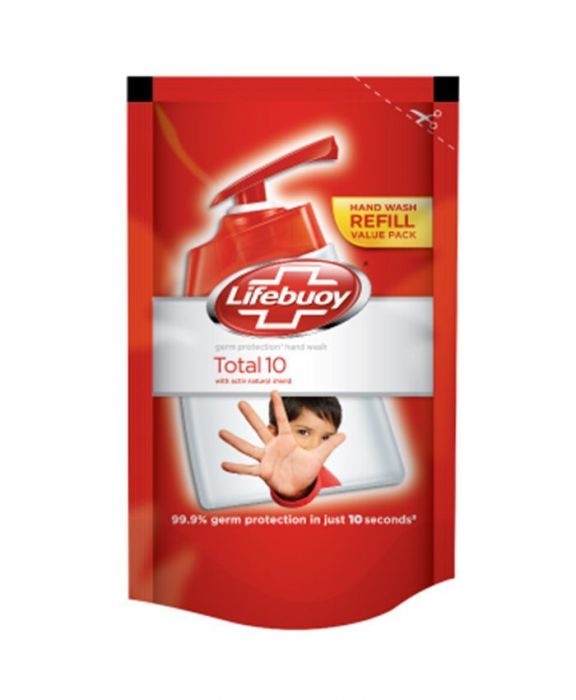 HAND WASH
REFILL
VALUE PACK
Lifebuoy
germ protection* hand wash
Total 10
with activ natural shield
99.9% germ protection in just 10 seconds*